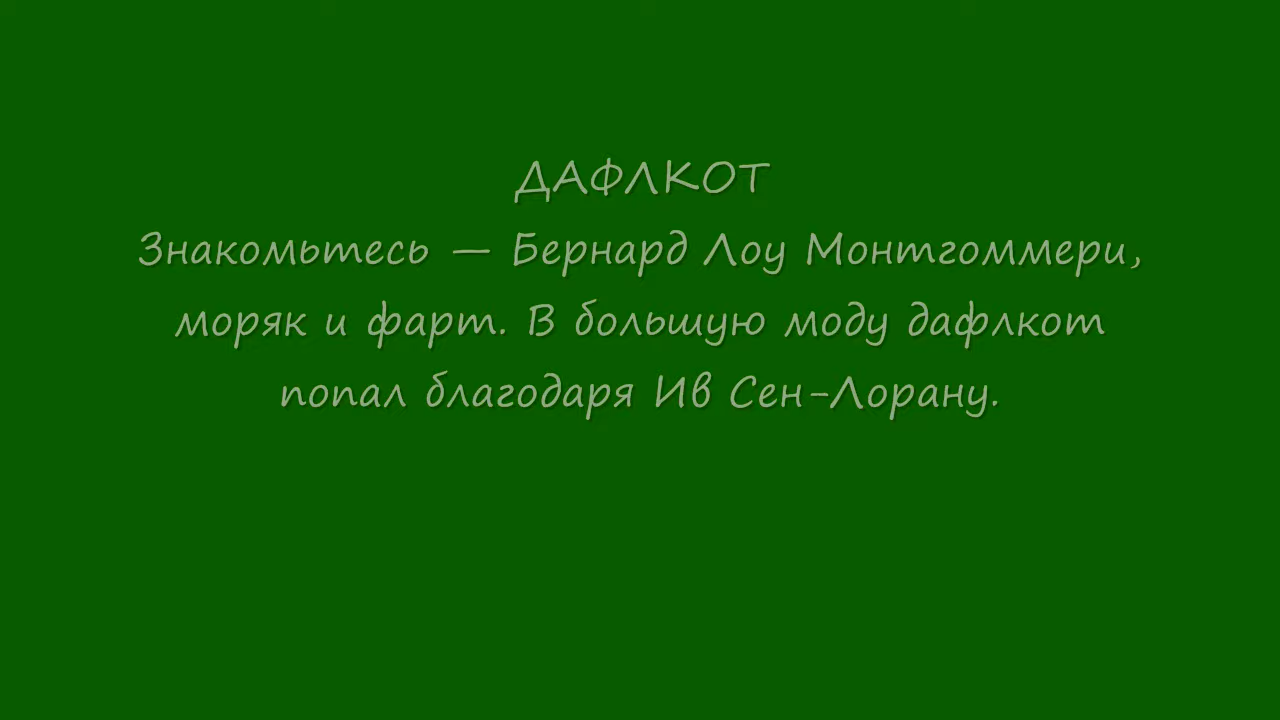 ДАФЛКОТ
Знакомьтесь — Бернард Лоу Монтгоммери,
моряк и фарт. В большую моду дафлкот
попал благодаря Ив Сен-Лорану.